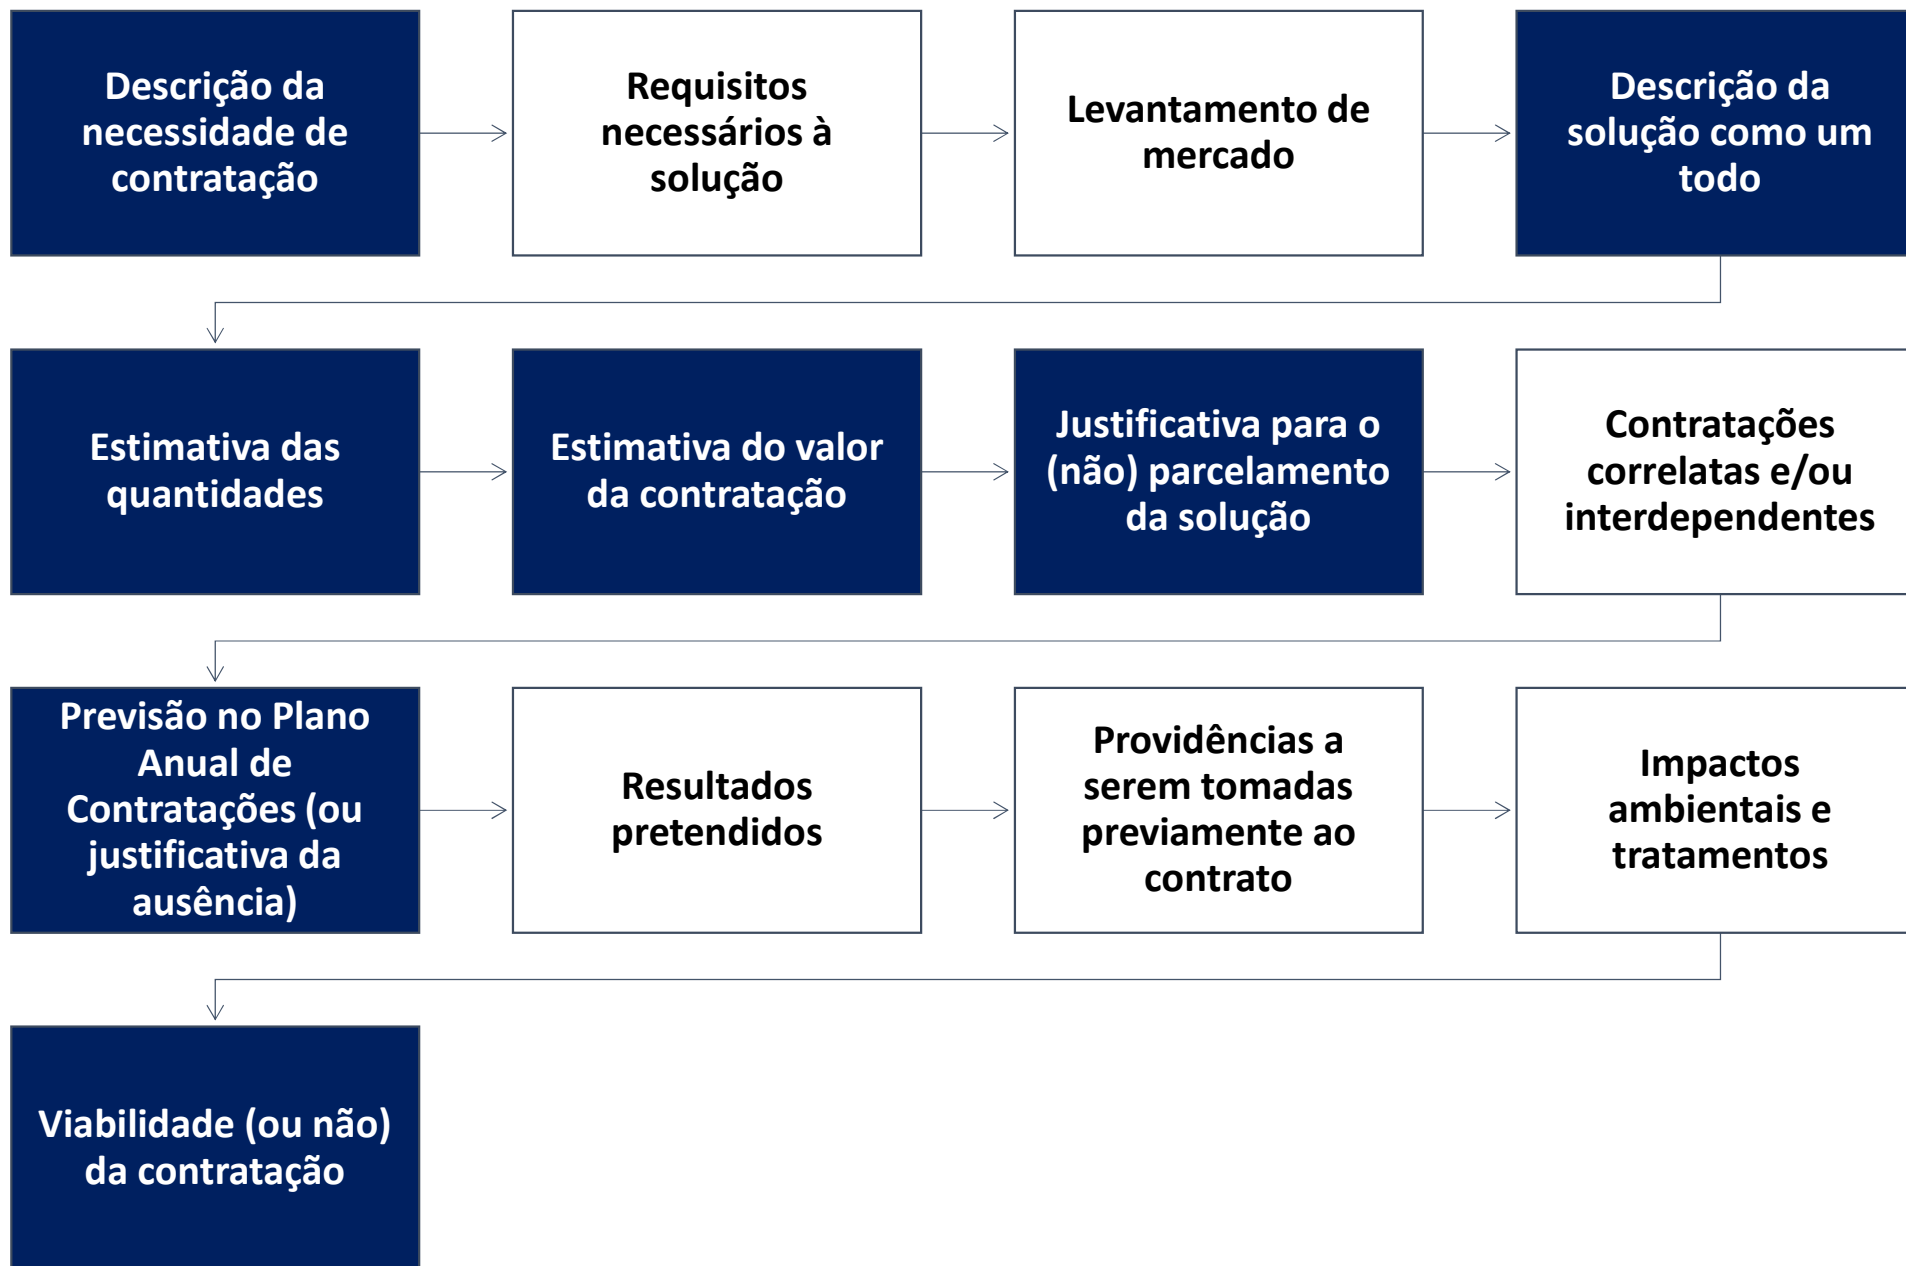 Descrição da
necessidade de
contratação
Requisitos
necessários à
solução
Levantamento de
mercado
Descrição da
solução como um
todo
Estimativa das
quantidades
Estimativa do valor
da contratação
Justificativa para o
(não) parcelamento
da solução
Contratações
correlatas e/ou
interdependentes
Previsão no Plano
Anual de
Contratações (ou
justificativa da
ausência)
Resultados
pretendidos
Providências a
serem tomadas
previamente ao
contrato
Impactos
ambientais e
tratamentos
Viabilidade (ou não)
da contratação